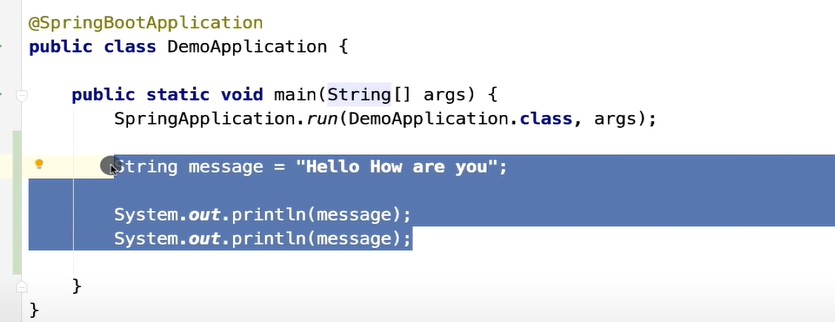 @SpringBootApplication
public class DemoApplication {
public static void main(String[] args) {
SpringApplication.run(DemoApplication.class, args);
String message = "Hello How are you";
System.out.println(message);
System.out.println(message);
}
}